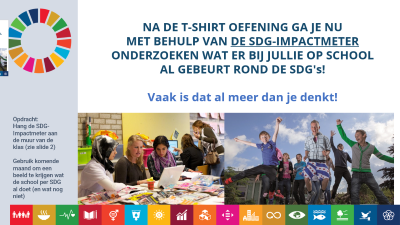 NA DE T-SHIRT OEFENING GA JE NU
MET BEHULP VAN DE SDG-IMPACTMETER
ONDERZOEKEN WAT ER BIJ JULLIE OP SCHOOL
AL GEBEURT ROND DE SDG's!
Vaak is dat al meer dan je denkt!
Opdracht:
Hang de SDG-
Impactmeter aan
de muur van de
klas (zie slide 2)
Gebruik komende
maand om een
beeld te krijgen wat
de school per SDG
al doet (en wat nog
niet)